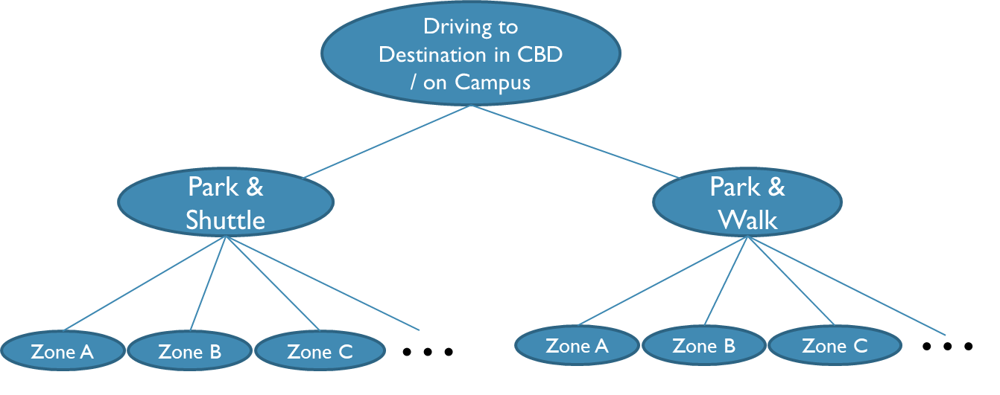 Driving to
Destination in CBD
/ on Campus
Park &
Shuttle
Park &
Walk
Zone A
Zone B
Zone C
...
Zone A
Zone B
Zone C
...